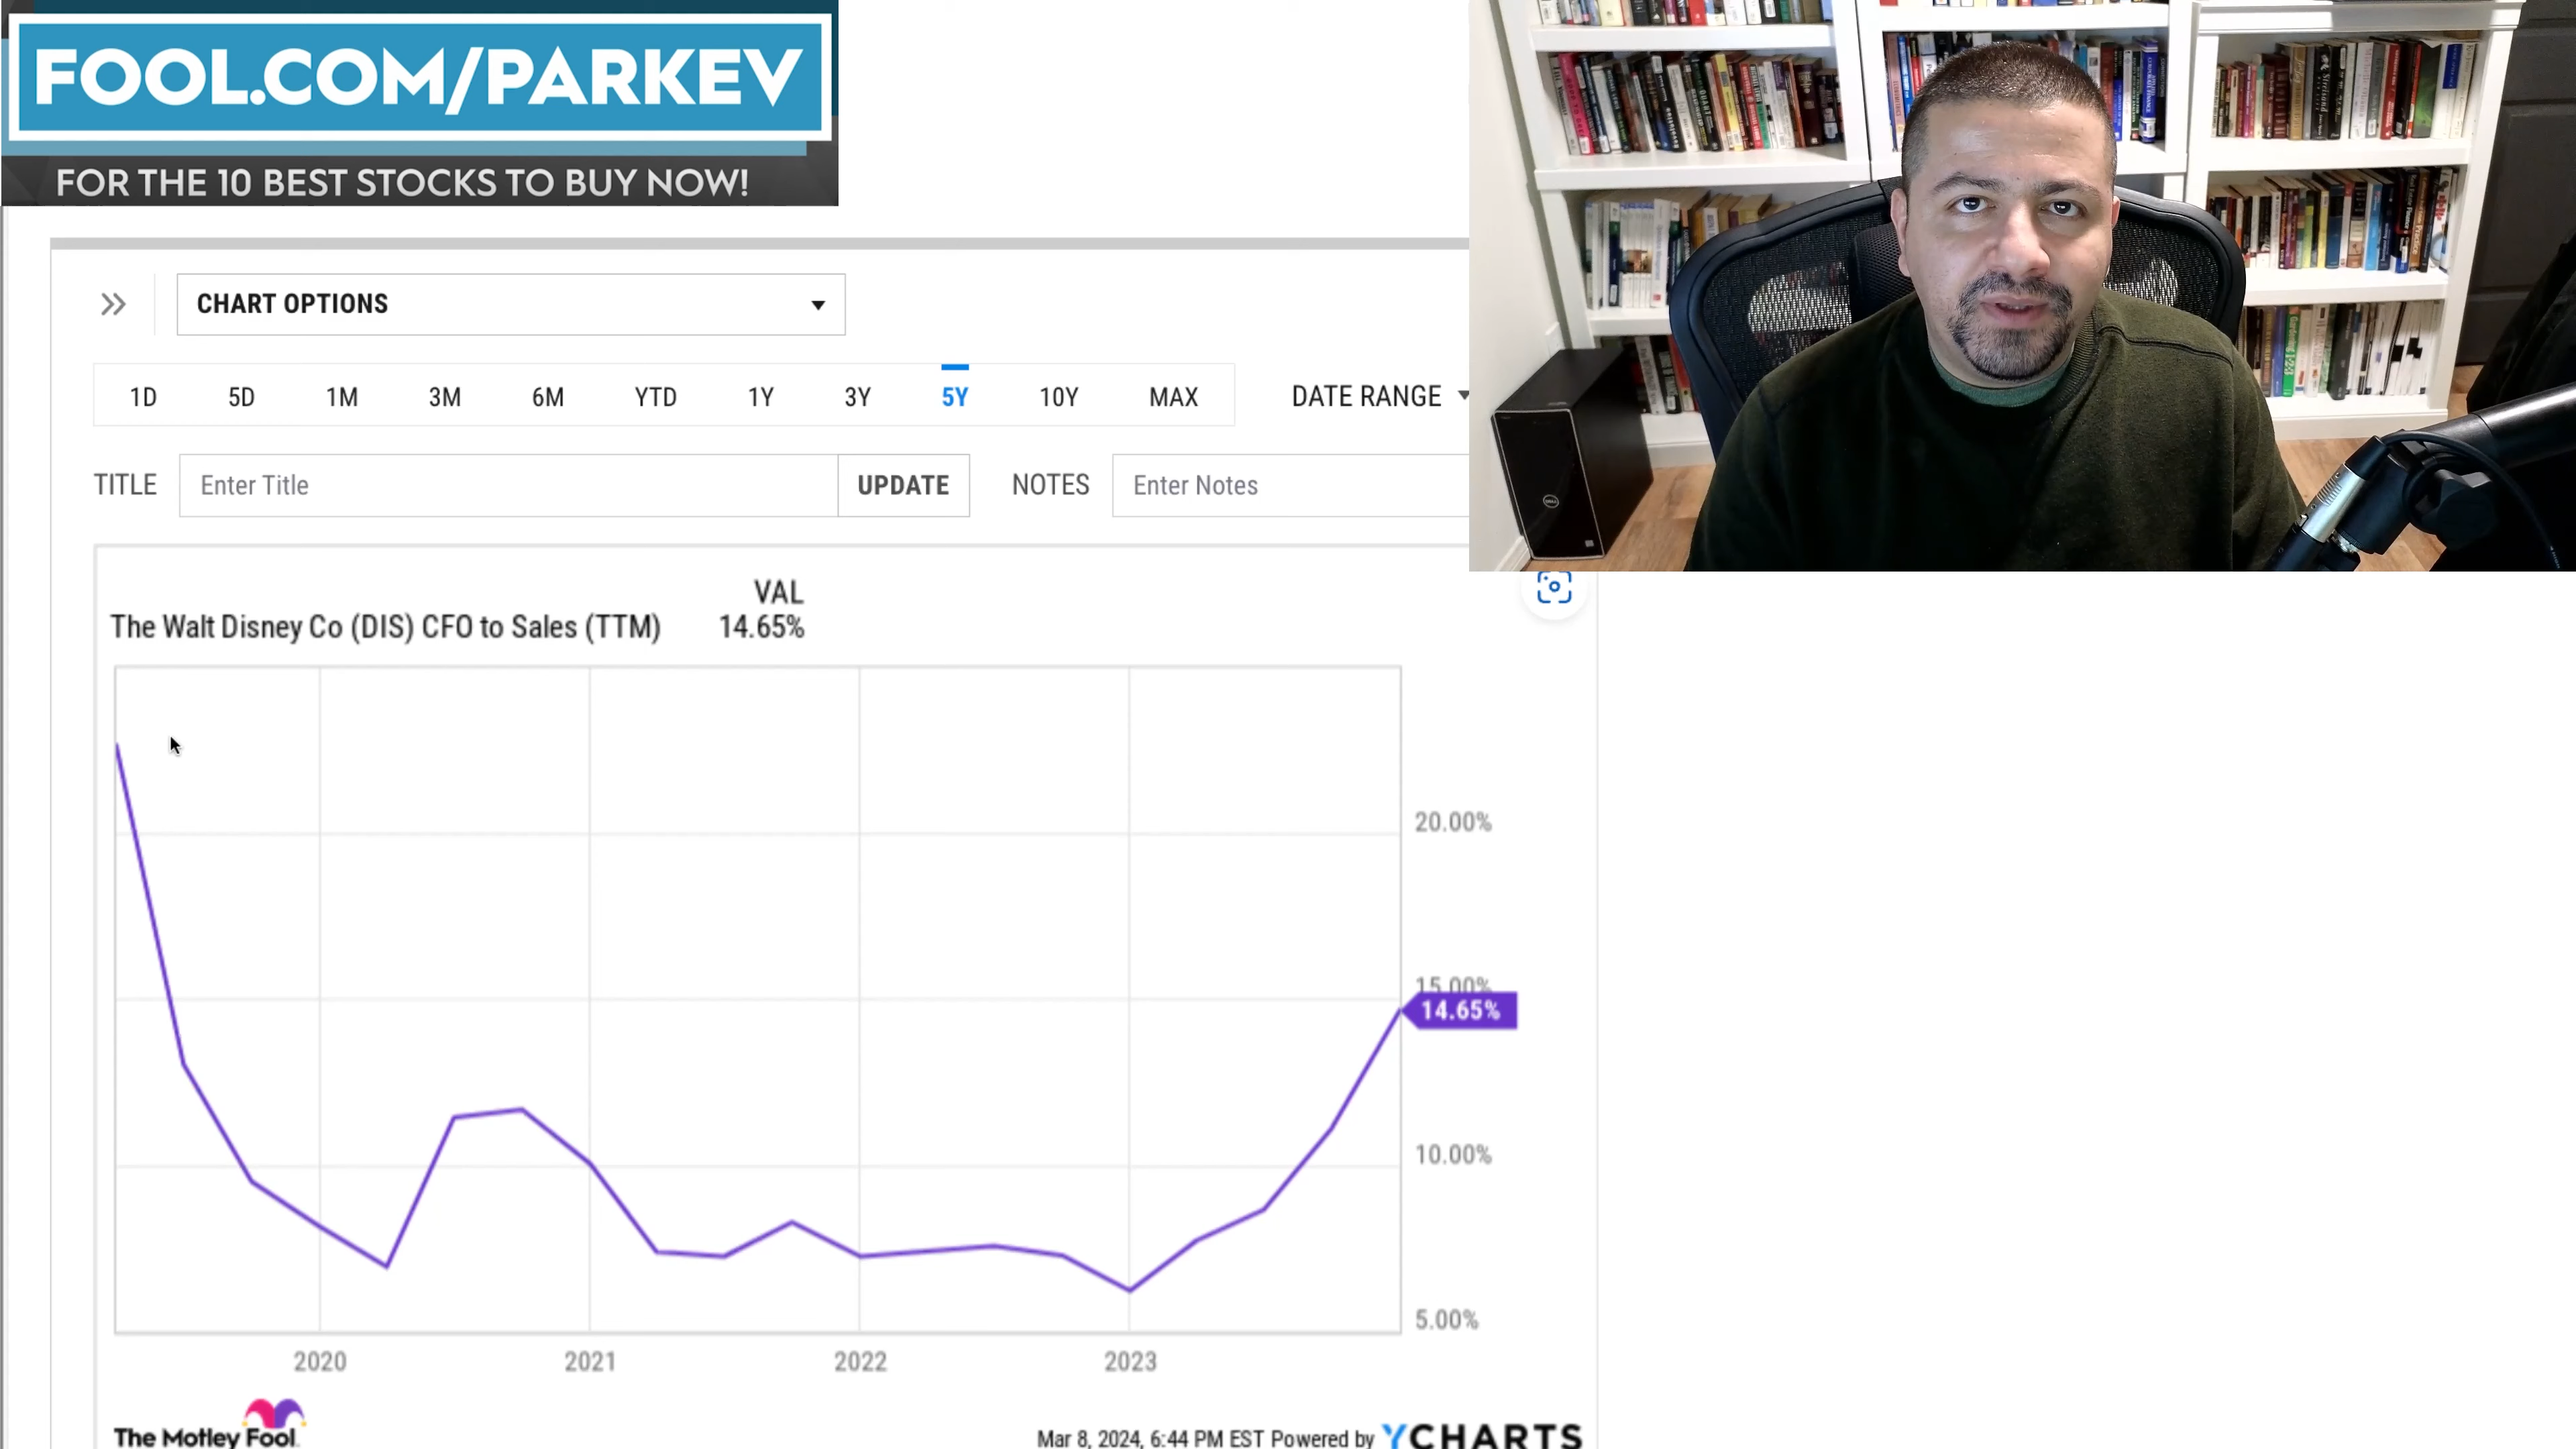 FOOL.COM/PARKEV
FOR THE 10 BEST STOCKS TO BUY NOW!
CHART OPTIONS
1D 5D 1M 3M 6M YTD 1Y 3Y 5Y 10Y MAX DATE RANGE
TITLE Enter Title UPDATE NOTES Enter Notes
VAL
The Walt Disney Co (DIS) CFO to Sales (TTM) 14.65%
20.00%
15.00%
14.65%
10.00%
5.00%
2020 2021 2022 2023
The Motley Fool
Mar 8, 2024, 6:44 PM EST Powered by YCHARTS